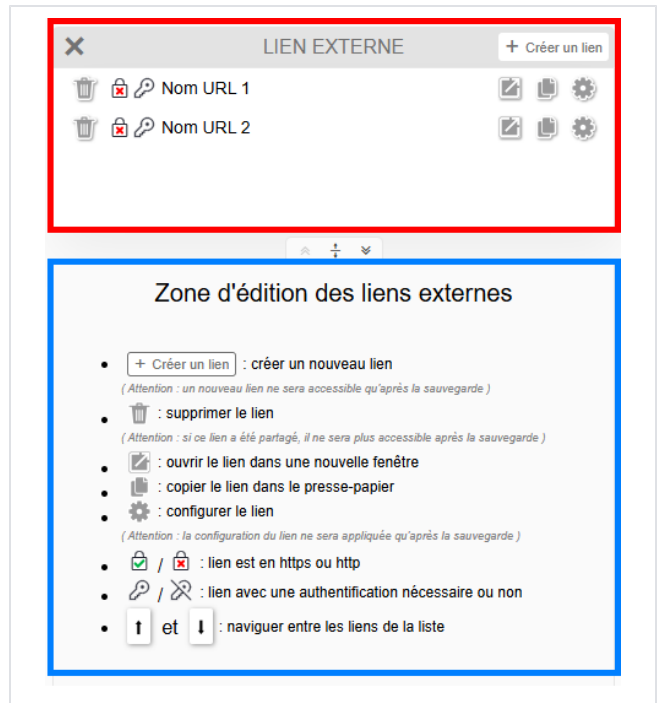 LIEN EXTERNE
+ Créer un lien
Nom URL 1
Nom URL 2
Zone d'édition des liens externes
+ Créer un lien : créer un nouveau lien
( Attention : un nouveau lien ne sera accessible qu'après la sauvegarde )
: supprimer le lien
( Attention : si ce lien a été partagé, il ne sera plus accessible après la sauvegarde )
: ouvrir le lien dans une nouvelle fenêtre
: copier le lien dans le presse-papier
: configurer le lien
( Attention : la configuration du lien ne sera appliquée qu'après la sauvegarde )
/ : lien est en https ou http
/ : lien avec une authentification nécessaire ou non
et : naviguer entre les liens de la liste